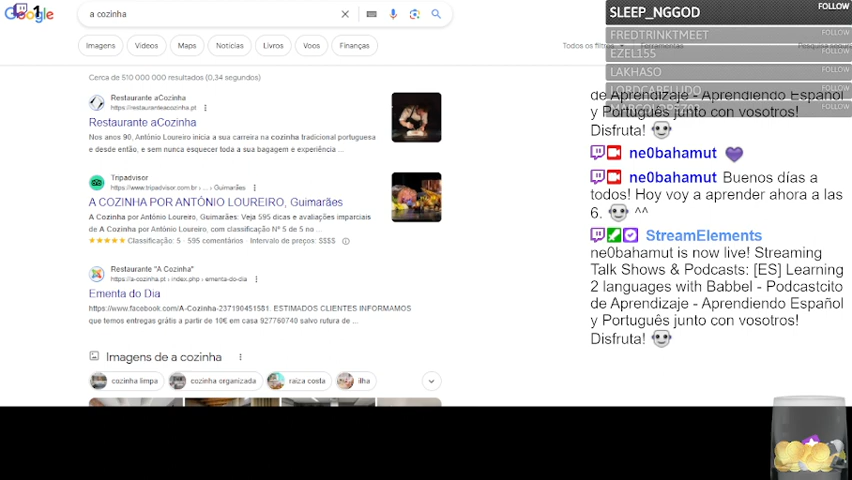 Google
1
a cozinha
Imagens
Vídeos
Maps
Notícias
Livros
Voos
Finanças
Todos os filtros
Ferramentas
Cerca de 510 000 000 resultados (0,34 segundos)
Restaurante aCozinha
https://restauranteacozinha.pt
Restaurante aCozinha
Nos anos 90, António Loureiro inicia a sua carreira na cozinha tradicional portuguesa
e desde então, e sem nunca esquecer toda a sua bagagem e experiência ...
Tripadvisor
https://www.tripadvisor.com.br › ... › Guimarães
A COZINHA POR ANTÓNIO LOUREIRO, Guimarães
A Cozinha por António Loureiro, Guimarães: Veja 595 dicas e avaliações imparciais
de A Cozinha por António Loureiro, com classificação Nº 5 de 5 no ...
Classificação: 5 · 595 comentários · Intervalo de preços: $$$$
Restaurante "A Cozinha"
https://a-cozinha.pt › index.php › ementa-do-dia
Ementa do Dia
https://www.facebook.com/A-Cozinha-237190451581. ESTIMADOS CLIENTES INFORMAMOS
que temos entregas grátis a partir de 10€ em casa 927760740 salvo rutura de ...
Imagens de a cozinha
cozinha limpa
cozinha organizada
raiza costa
ilha
SLEEP_NGGOD FOLLOW
FREDTRINKTMEET FOLLOW
EZEL155 FOLLOW
LAKHASO FOLLOW
LORDCABELUDO FOLLOW
FOLLOW
de Aprendizaje - Aprendiendo Español
y Português junto con vosotros!
Disfruta!
ne0bahamut
ne0bahamut Buenos días a
todos! Hoy voy a aprender ahora a las
6. ^^
StreamElements
ne0bahamut is now live! Streaming
Talk Shows & Podcasts: [ES] Learning
2 languages with Babbel - Podcastcito
de Aprendizaje - Aprendiendo Español
y Português junto con vosotros!
Disfruta!